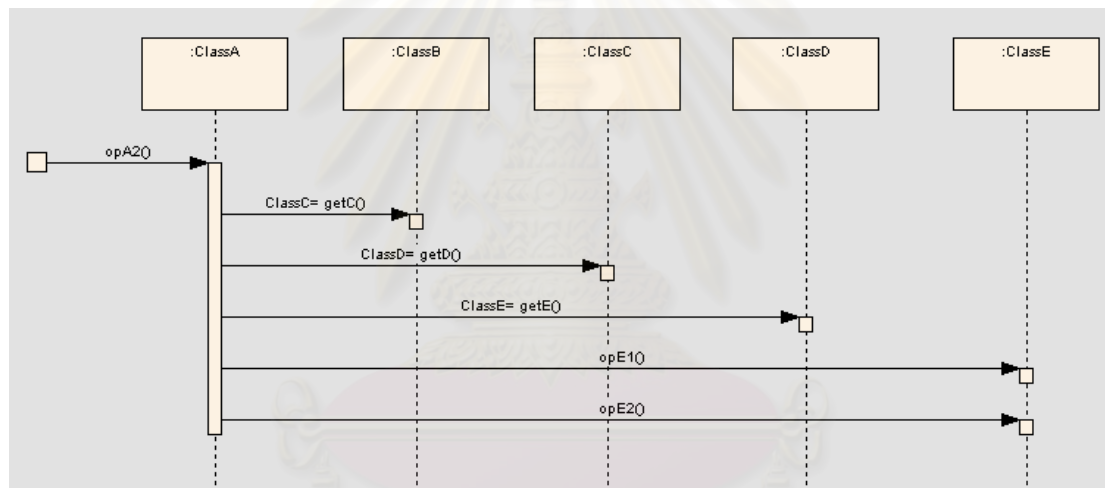 :ClassA
:ClassB
:ClassC
:ClassD
:ClassE
opA2()
ClassC= getC()
ClassD= getD()
ClassE= getE()
opE1()
opE2()